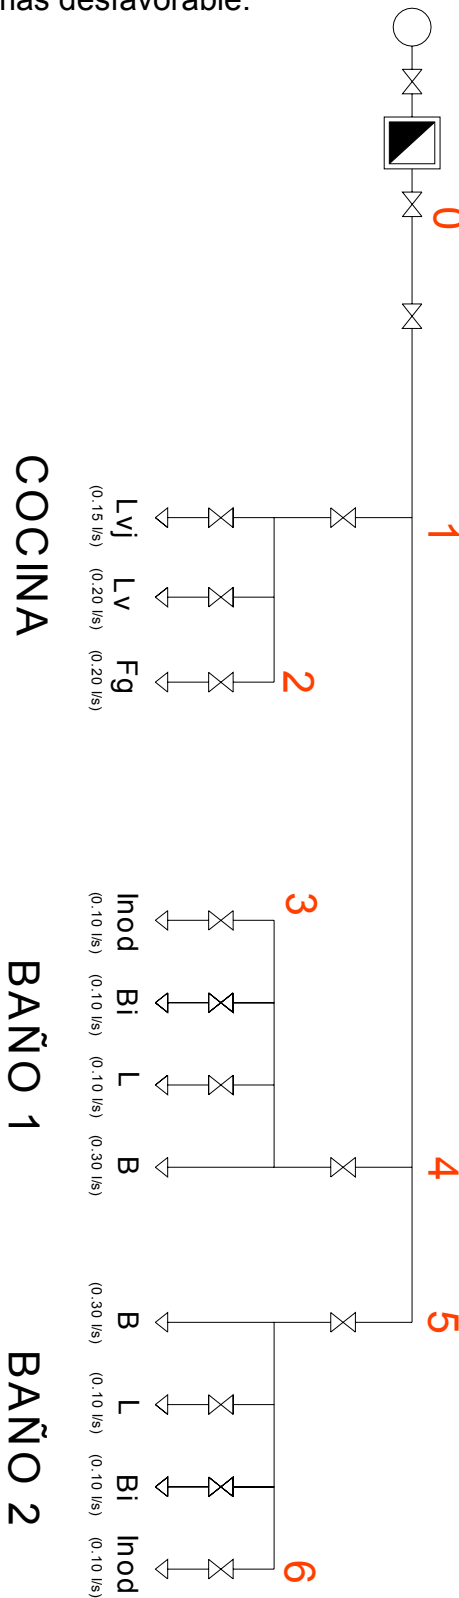 más desfavorable.
0
1
COCINA
Lvj
(0.15 l/s)
Lv
(0.20 l/s)
Fg
(0.20 l/s)
2
3
BAÑO 1
Inod
(0.10 l/s)
Bi
(0.10 l/s)
L
(0.10 l/s)
B
(0.30 l/s)
4
5
BAÑO 2
B
(0.30 l/s)
L
(0.10 l/s)
Bi
(0.10 l/s)
Inod
(0.10 l/s)
6